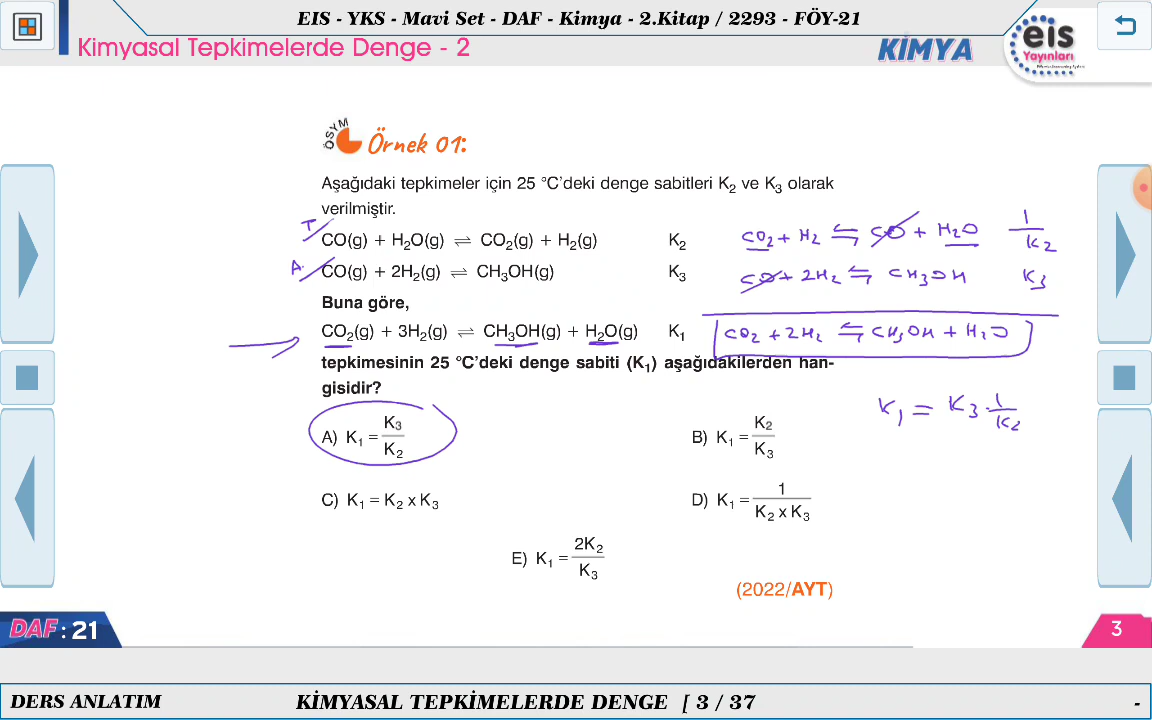 EIS - YKS - Mavi Set - DAF - Kimya - 2.Kitap / 2293 - FÖY-21
Kimyasal Tepkimelerde Denge - 2
KİMYA
eis
Yayınları
ÖSYM
Örnek 01:
Aşağıdaki tepkimeler için 25 °C'deki denge sabitleri K₂ ve K₃ olarak
verilmiştir.
T
CO(g) + H₂O(g) ⇌ CO₂(g) + H₂(g) K₂
A.
CO(g) + 2H₂(g) ⇌ CH₃OH(g) K₃
Buna göre,
CO₂(g) + 3H₂(g) ⇌ CH₃OH(g) + H₂O(g) K₁
tepkimesinin 25 °C'deki denge sabiti (K₁) aşağıdakilerden han-
gisidir?
A) K₁ = K₃/K₂
B) K₁ = K₂/K₃
C) K₁ = K₂ x K₃
D) K₁ = 1/(K₂ x K₃)
E) K₁ = 2K₂/K₃
(2022/AYT)
CO₂ + H₂ ⇌ CO + H₂O 1/K₂
CO + 2H₂ ⇌ CH₃OH K₃
CO₂ + 2H₂ ⇌ CH₃OH + H₂O
K₁ = K₃ · 1/K₂
DAF : 21
3
DERS ANLATIM
KİMYASAL TEPKİMELERDE DENGE [ 3 / 37
-